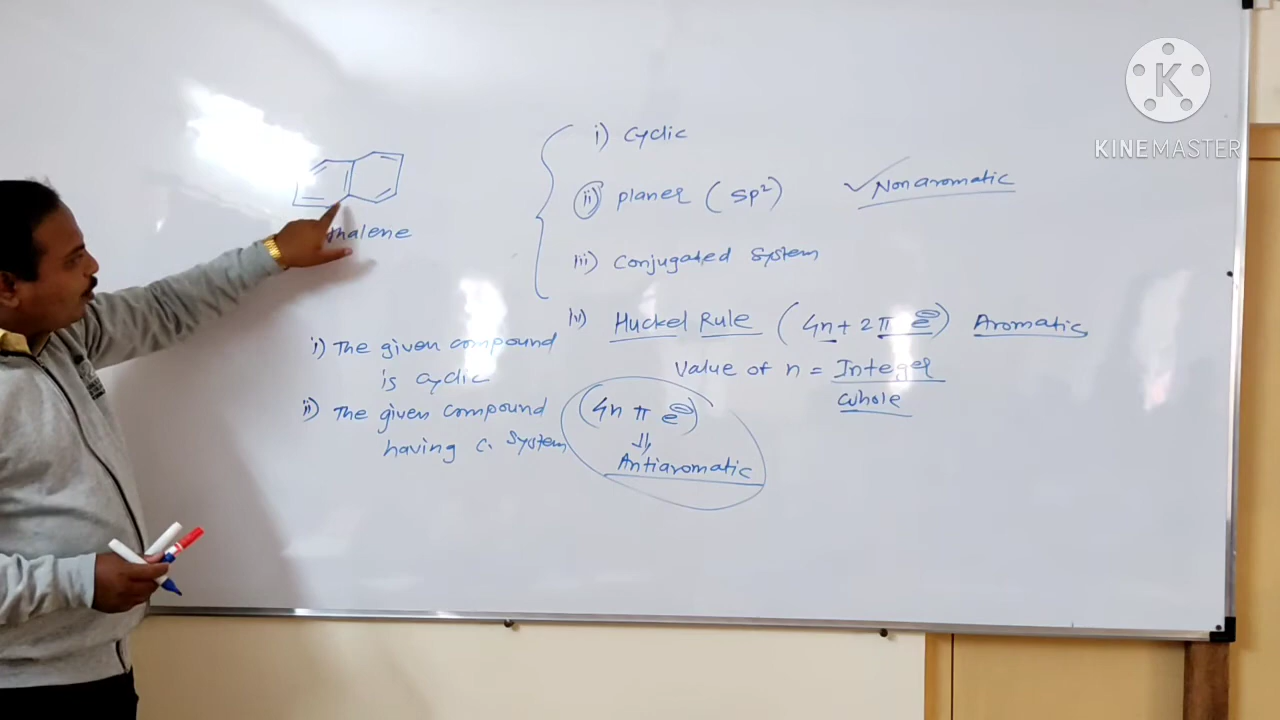 KINEMASTER
i) Cyclic
ii) Planer (Sp²)
Nonaromatic
thalene
iii) Conjugated System
iv) Huckel Rule (4n+2 π e⊖) Aromatic
Value of n = Integer
Whole
i) The given compound
is cyclic
ii) The given compound
having c. System
(4n π e⊖)
⇓
Antiaromatic